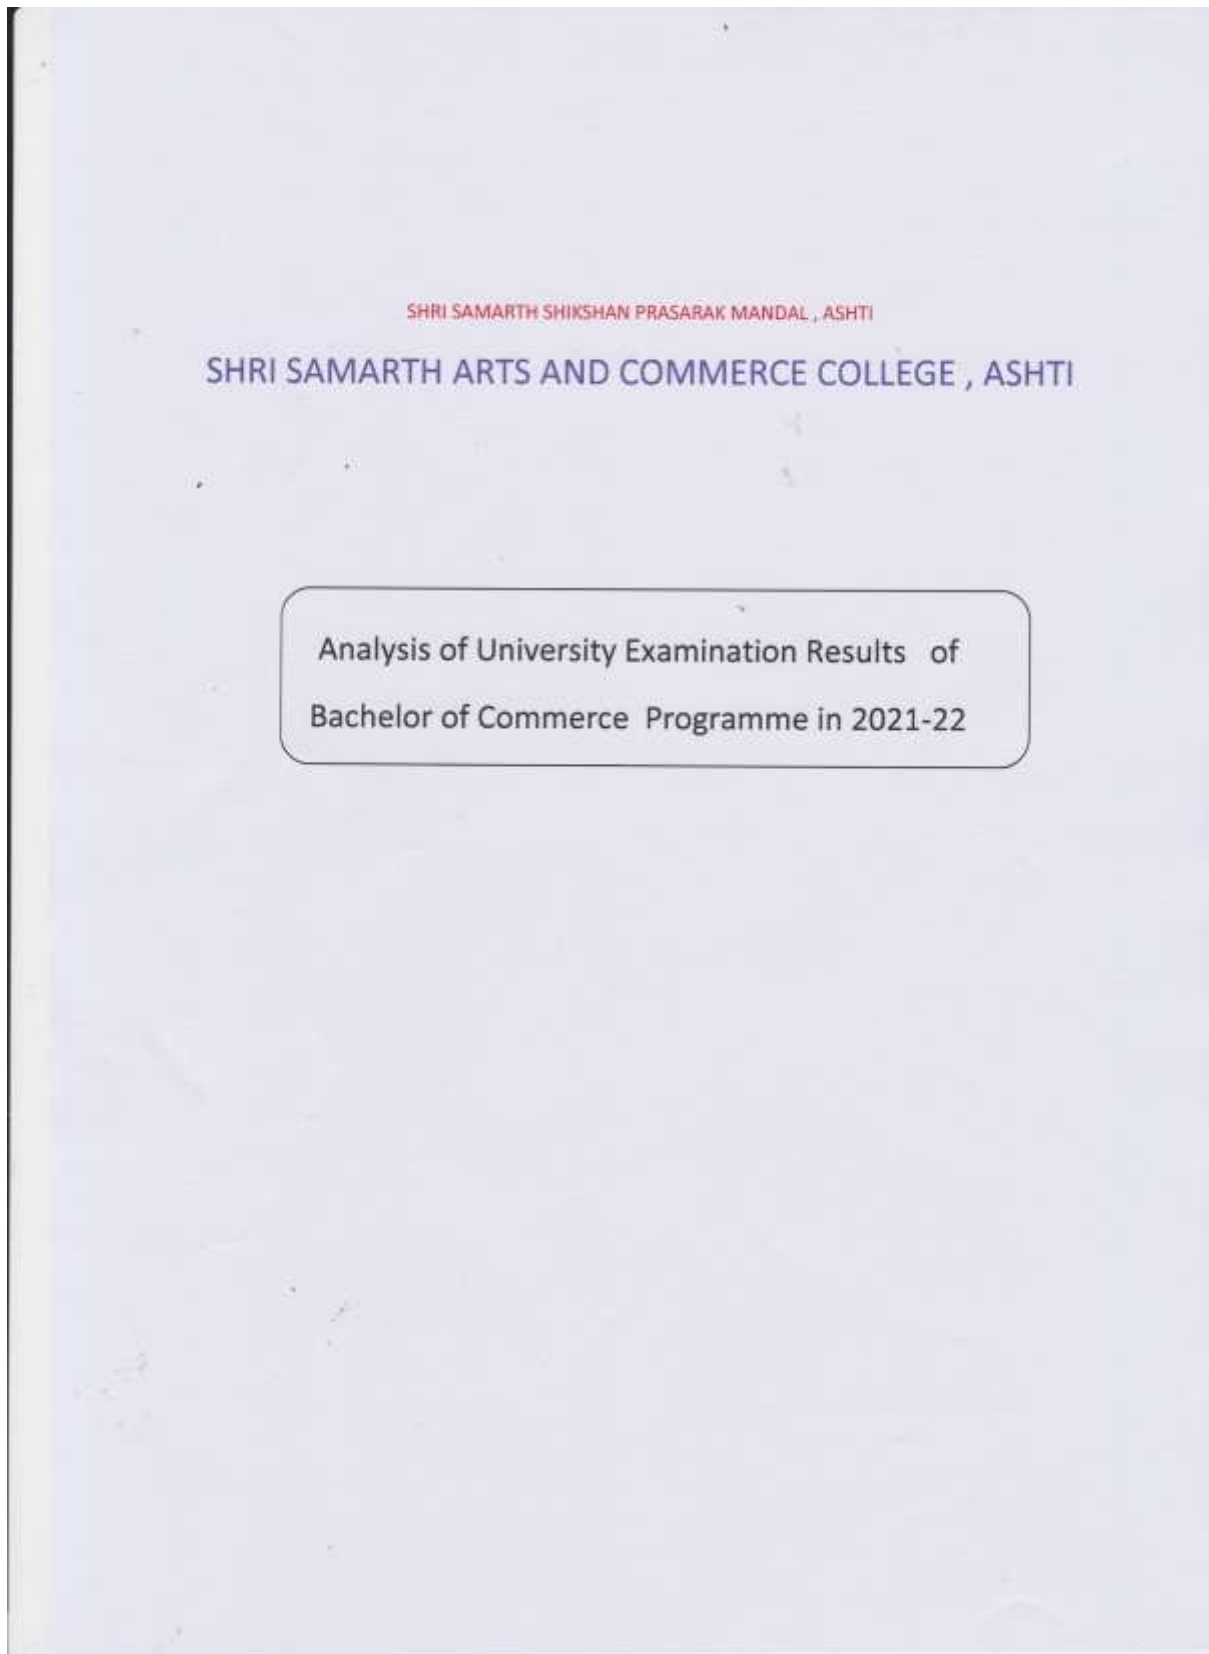 SHRI SAMARTH SHIKSHAN PRASARAK MANDAL , ASHTI
SHRI SAMARTH ARTS AND COMMERCE COLLEGE , ASHTI
Analysis of University Examination Results of
Bachelor of Commerce Programme in 2021-22